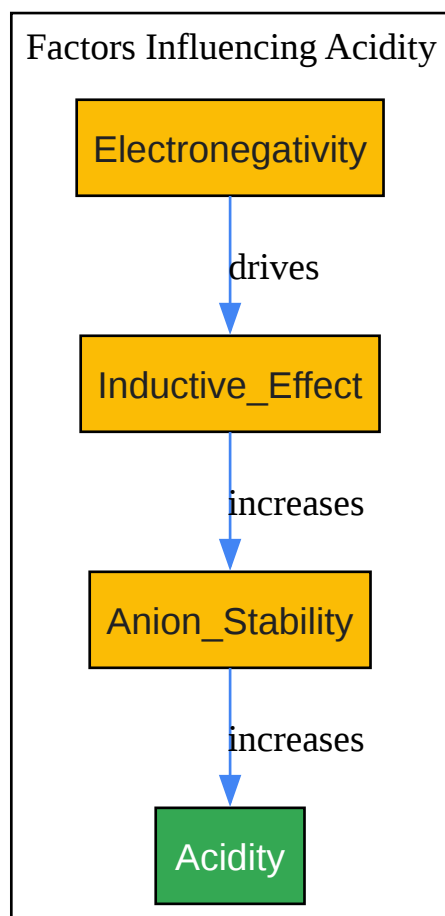 Factors Influencing Acidity
Electronegativity
drives
Inductive_Effect
increases
Anion_Stability
increases
Acidity